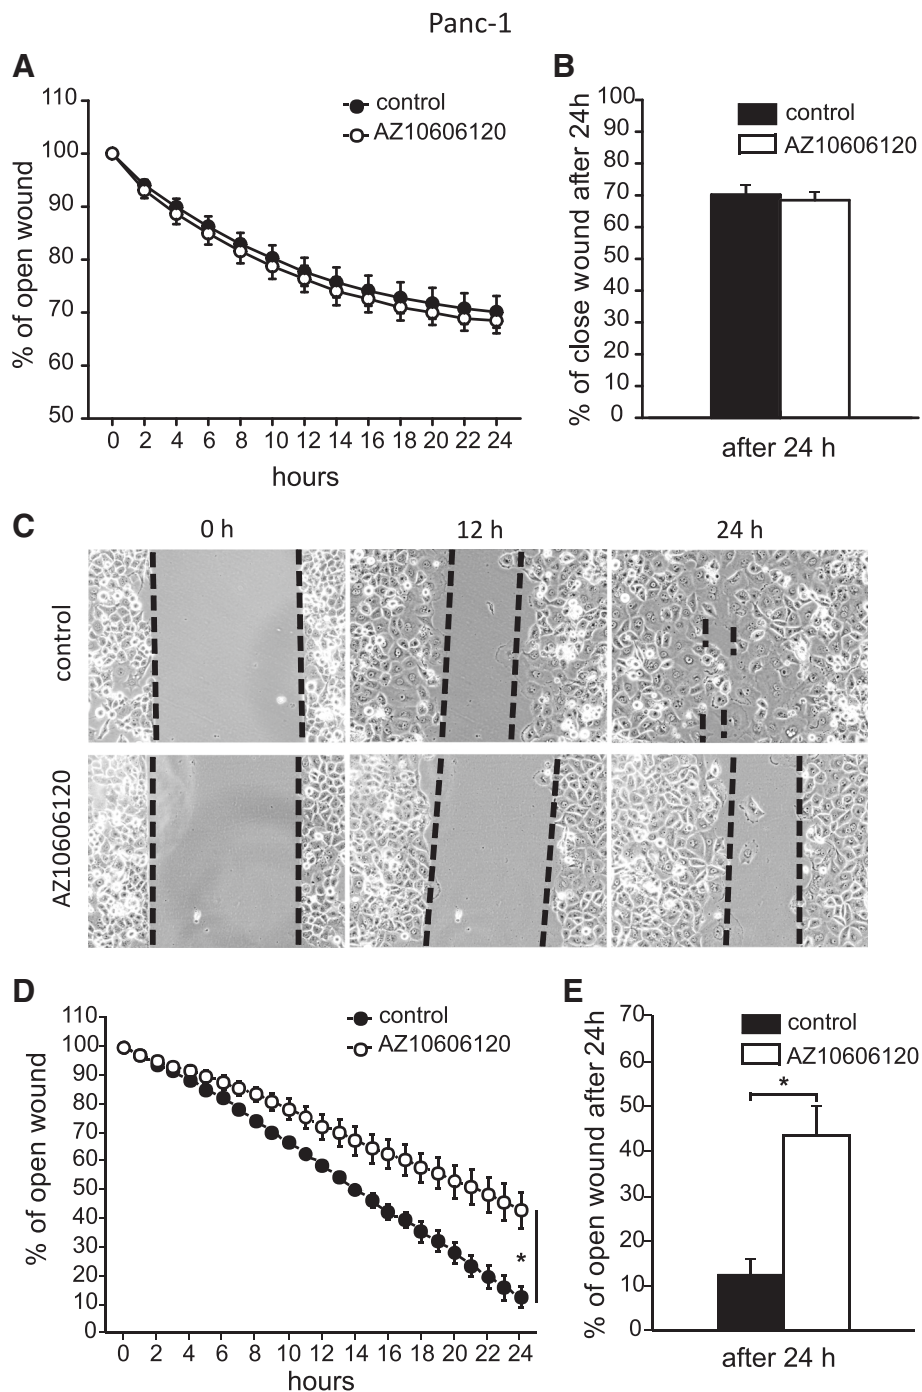 Panc-1
A
110
100
90
80
70
60
50
% of open wound
control
AZ10606120
0 2 4 6 8 10 12 14 16 18 20 22 24
hours
B
100
90
80
70
60
50
40
30
20
10
0
% of close wound after 24h
control
AZ10606120
after 24 h
C
0 h 12 h 24 h
control
AZ10606120
D
110
100
90
80
70
60
50
40
30
20
10
0
% of open wound
control
AZ10606120
*
0 2 4 6 8 10 12 14 16 18 20 22 24
hours
E
70
60
50
40
30
20
10
0
% of open wound after 24h
control
AZ10606120
*
after 24 h